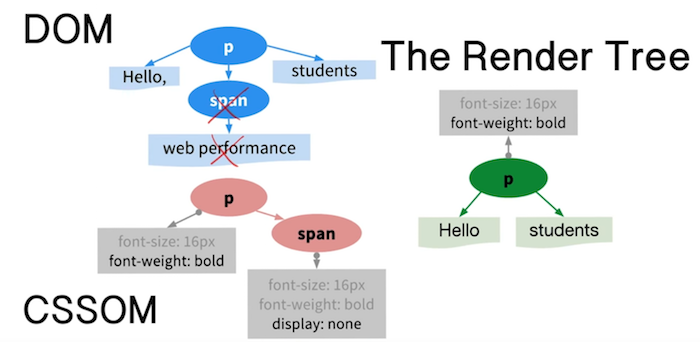 DOM
p
Hello,
students
span
web performance
p
font-size: 16px
font-weight: bold
span
font-size: 16px
font-weight: bold
display: none
CSSOM
The Render Tree
font-size: 16px
font-weight: bold
p
Hello
students